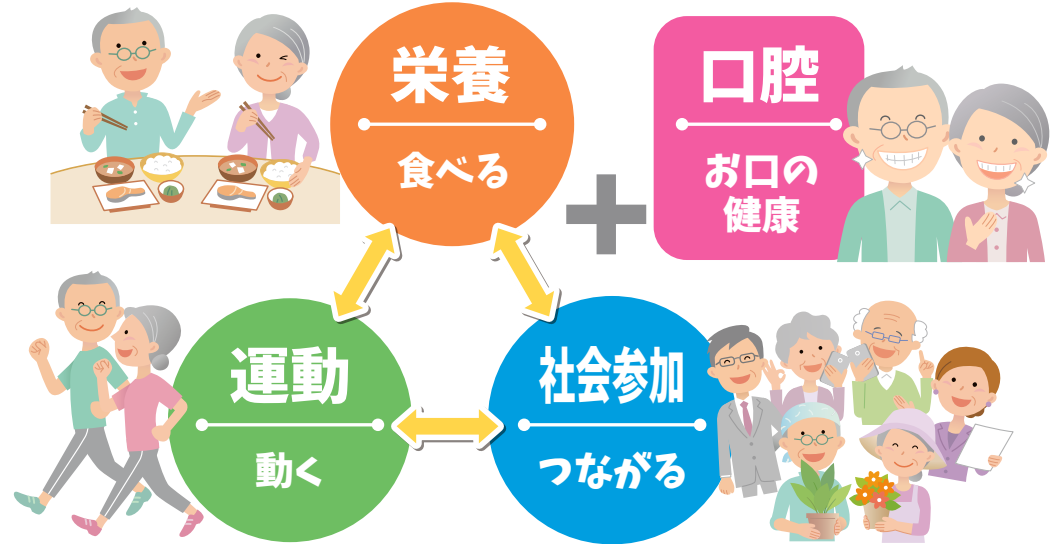 栄養
食べる
口腔
お口の
健康
運動
動く
社会参加
つながる